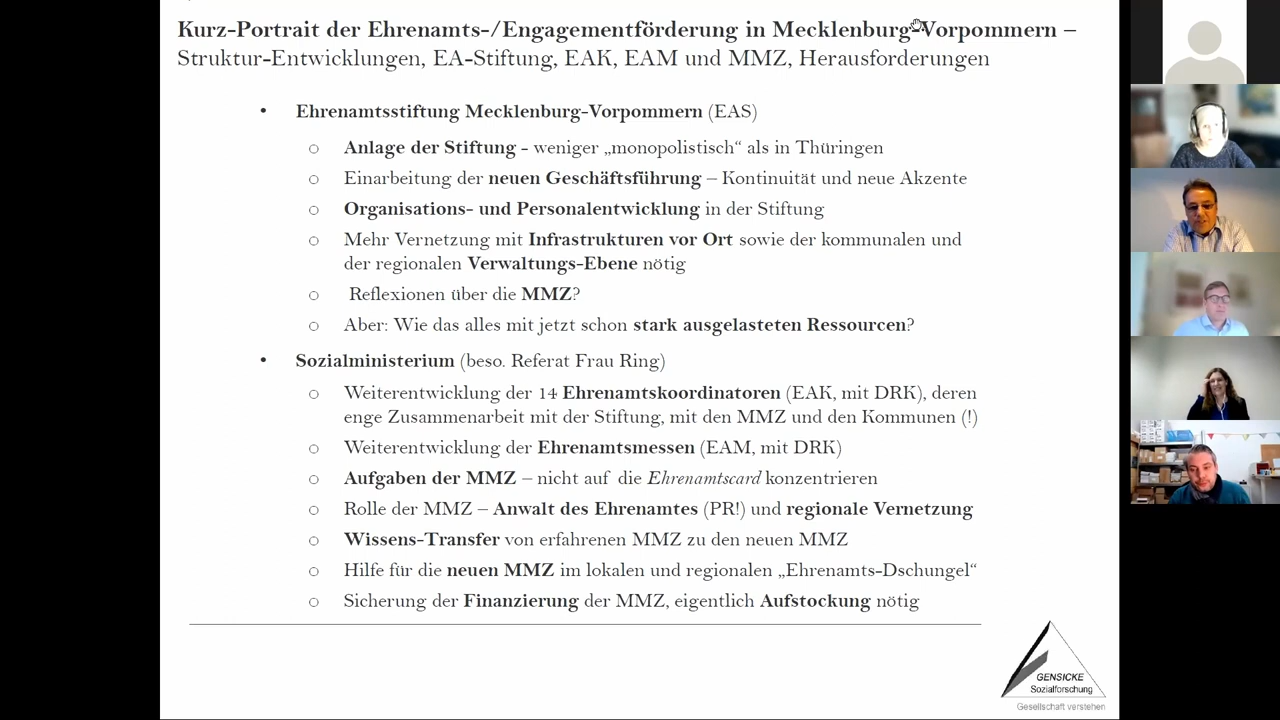 Kurz-Portrait der Ehrenamts-/Engagementförderung in Mecklenburg-Vorpommern –
Struktur-Entwicklungen, EA-Stiftung, EAK, EAM und MMZ, Herausforderungen
• Ehrenamtsstiftung Mecklenburg-Vorpommern (EAS)
○ Anlage der Stiftung - weniger „monopolistisch“ als in Thüringen
○ Einarbeitung der neuen Geschäftsführung – Kontinuität und neue Akzente
○ Organisations- und Personalentwicklung in der Stiftung
○ Mehr Vernetzung mit Infrastrukturen vor Ort sowie der kommunalen und
der regionalen Verwaltungs-Ebene nötig
○ Reflexionen über die MMZ?
○ Aber: Wie das alles mit jetzt schon stark ausgelasteten Ressourcen?
• Sozialministerium (beso. Referat Frau Ring)
○ Weiterentwicklung der 14 Ehrenamtskoordinatoren (EAK, mit DRK), deren
enge Zusammenarbeit mit der Stiftung, mit den MMZ und den Kommunen (!)
○ Weiterentwicklung der Ehrenamtsmessen (EAM, mit DRK)
○ Aufgaben der MMZ – nicht auf die Ehrenamtscard konzentrieren
○ Rolle der MMZ – Anwalt des Ehrenamtes (PR!) und regionale Vernetzung
○ Wissens-Transfer von erfahrenen MMZ zu den neuen MMZ
○ Hilfe für die neuen MMZ im lokalen und regionalen „Ehrenamts-Dschungel“
○ Sicherung der Finanzierung der MMZ, eigentlich Aufstockung nötig
GENSICKE
Sozialforschung
Gesellschaft verstehen